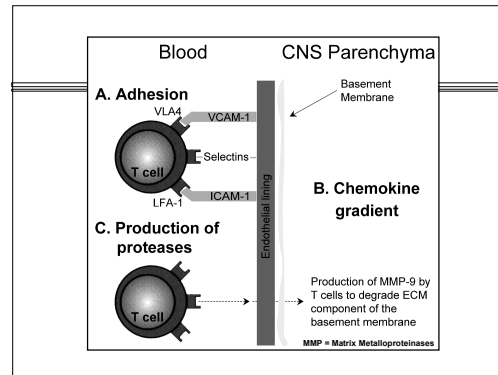 Blood
CNS Parenchyma
A. Adhesion
VLA4
VCAM-1
T cell
Selectins
LFA-1
ICAM-1
Endothelial lining
Basement
Membrane
B. Chemokine
gradient
C. Production of
proteases
T cell
Production of MMP-9 by
T cells to degrade ECM
component of the
basement membrane
MMP = Matrix Metalloproteinases